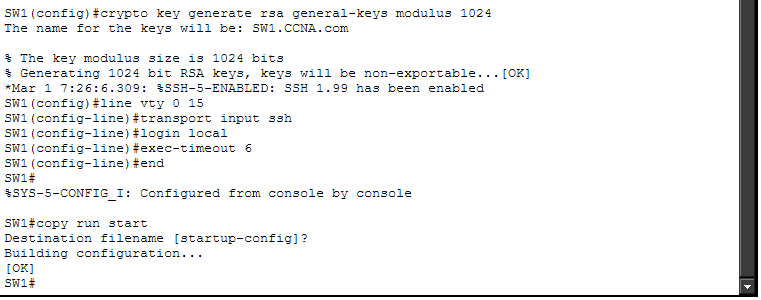 SW1(config)#crypto key generate rsa general-keys modulus 1024
The name for the keys will be: SW1.CCNA.com
% The key modulus size is 1024 bits
% Generating 1024 bit RSA keys, keys will be non-exportable...[OK]
*Mar 1 7:26:6.309: %SSH-5-ENABLED: SSH 1.99 has been enabled
SW1(config)#line vty 0 15
SW1(config-line)#transport input ssh
SW1(config-line)#login local
SW1(config-line)#exec-timeout 6
SW1(config-line)#end
SW1#
%SYS-5-CONFIG_I: Configured from console by console
SW1#copy run start
Destination filename [startup-config]?
Building configuration...
[OK]
SW1#